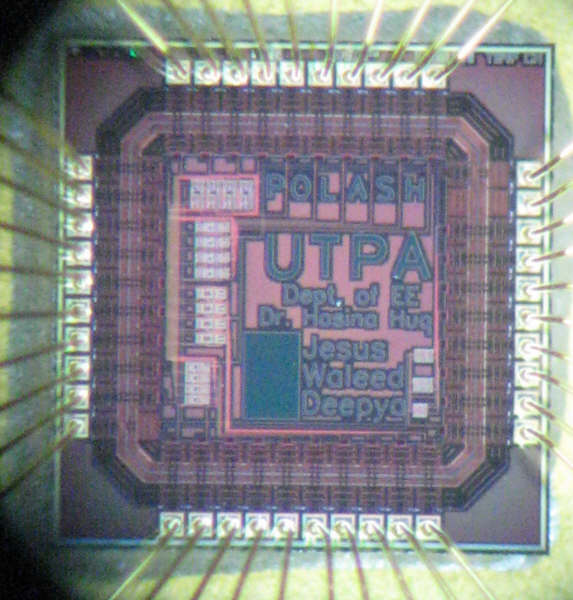 POLASH
UTPA
Dept. of EE
Dr. Hasina Huq
Jesus
Waleed
Deepya